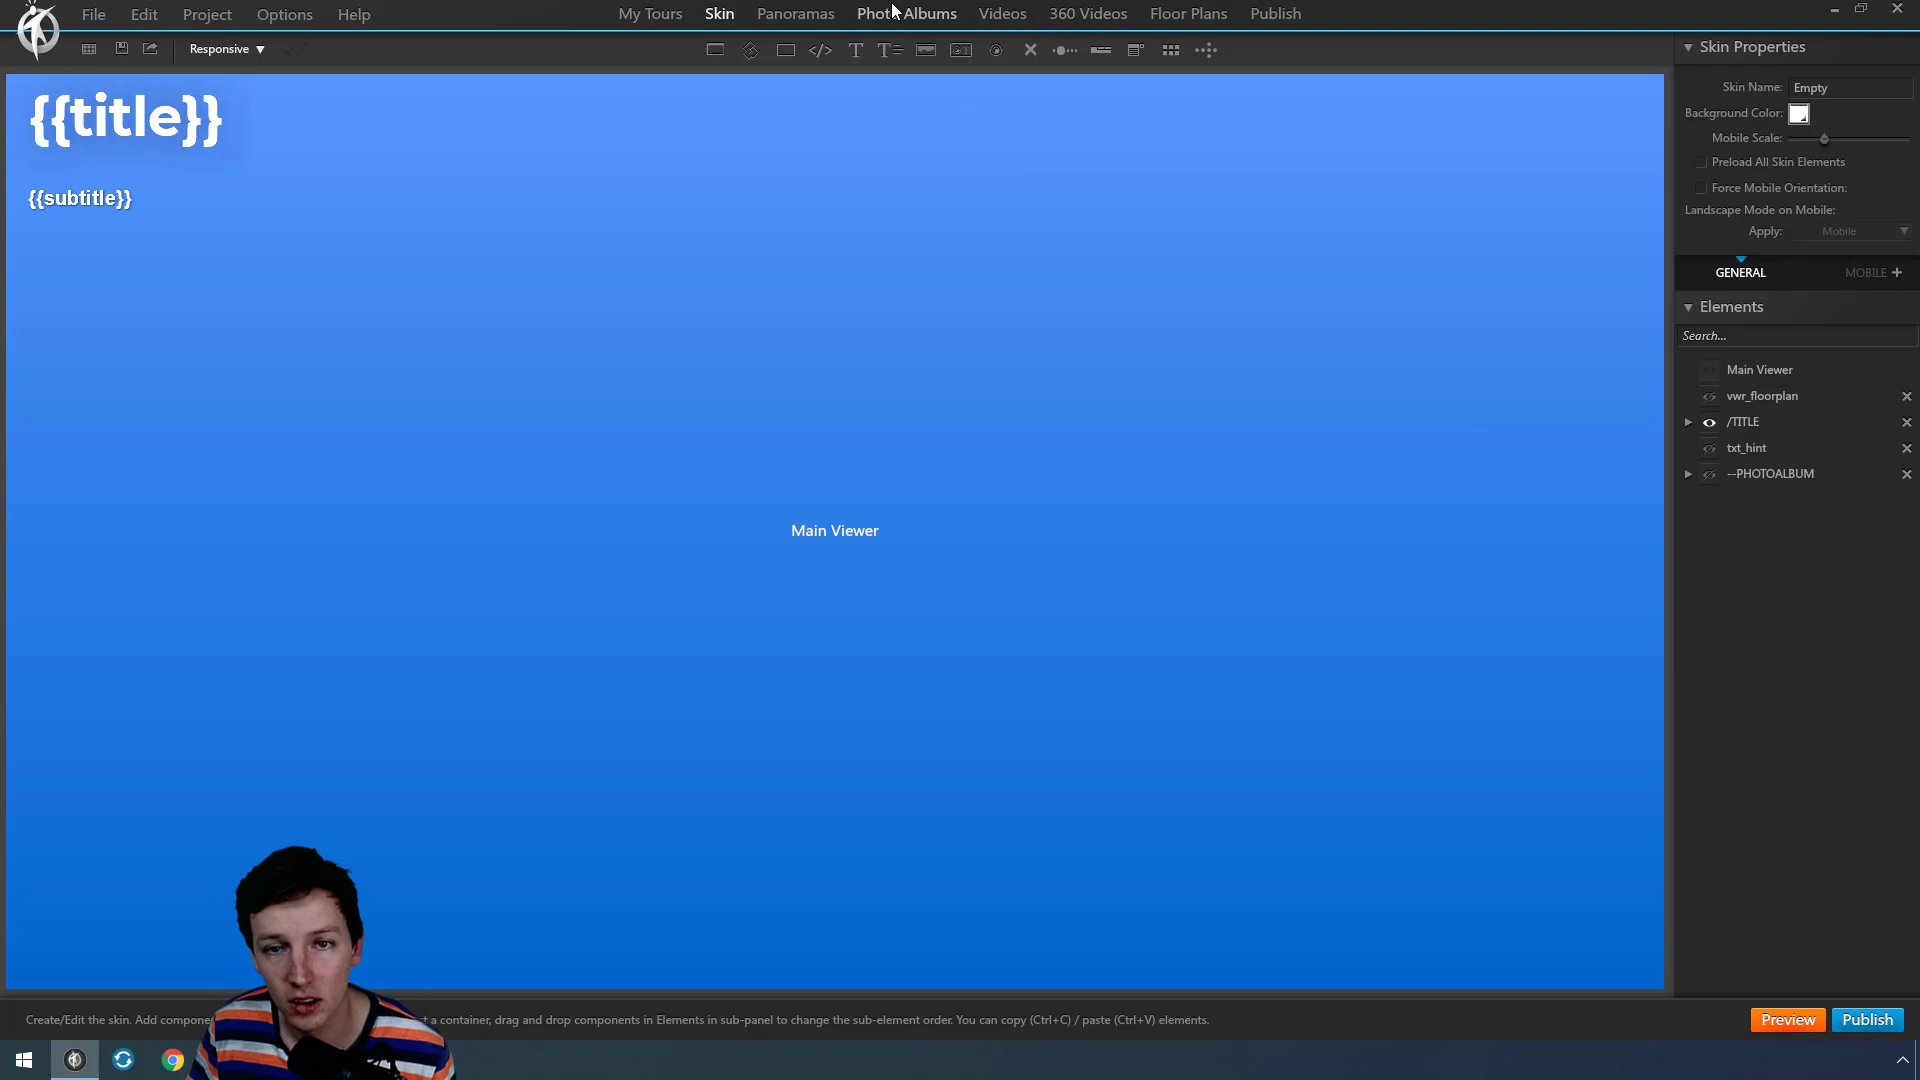 File Edit Project Options Help
My Tours Skin Panoramas Photo Albums Videos 360 Videos Floor Plans Publish
Responsive
Skin Properties
Skin Name: Empty
Background Color:
Mobile Scale:
Preload All Skin Elements
Force Mobile Orientation:
Landscape Mode on Mobile:
Apply: Mobile
GENERAL MOBILE +
Elements
Search...
Main Viewer
vwr_floorplan
/TITLE
txt_hint
--PHOTOALBUM
{{title}}
{{subtitle}}
Main Viewer
Create/Edit the skin. Add t a container, drag and drop components in Elements in sub-panel to change the sub-element order. You can copy (Ctrl+C) / paste (Ctrl+V) elements.
Preview Publish